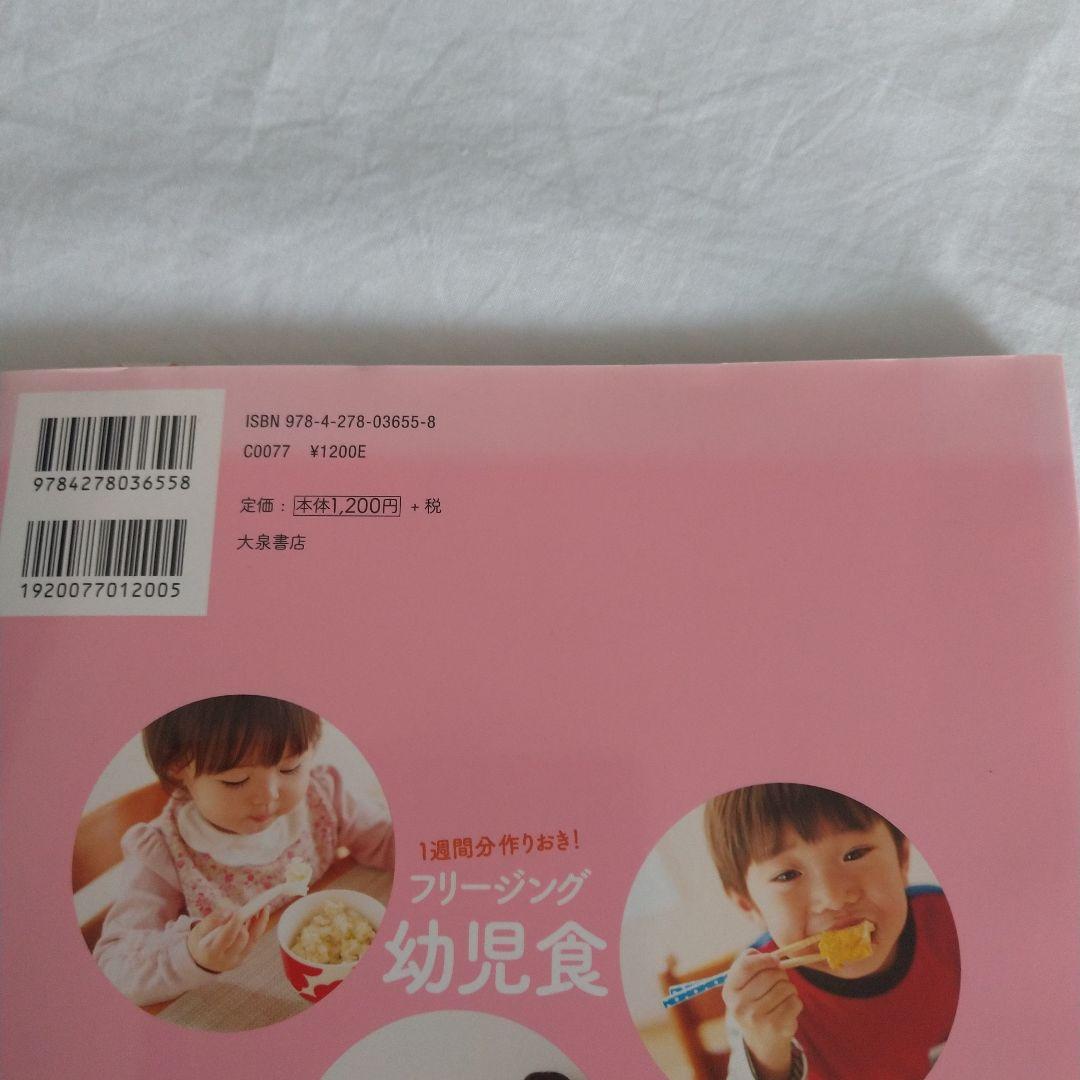 9784278036558
1920077012005
ISBN 978-4-278-03655-8
C0077 ¥1200E
定価 : 本体1,200円 + 税
大泉書店
1週間分作りおき!
フリージング
幼児食